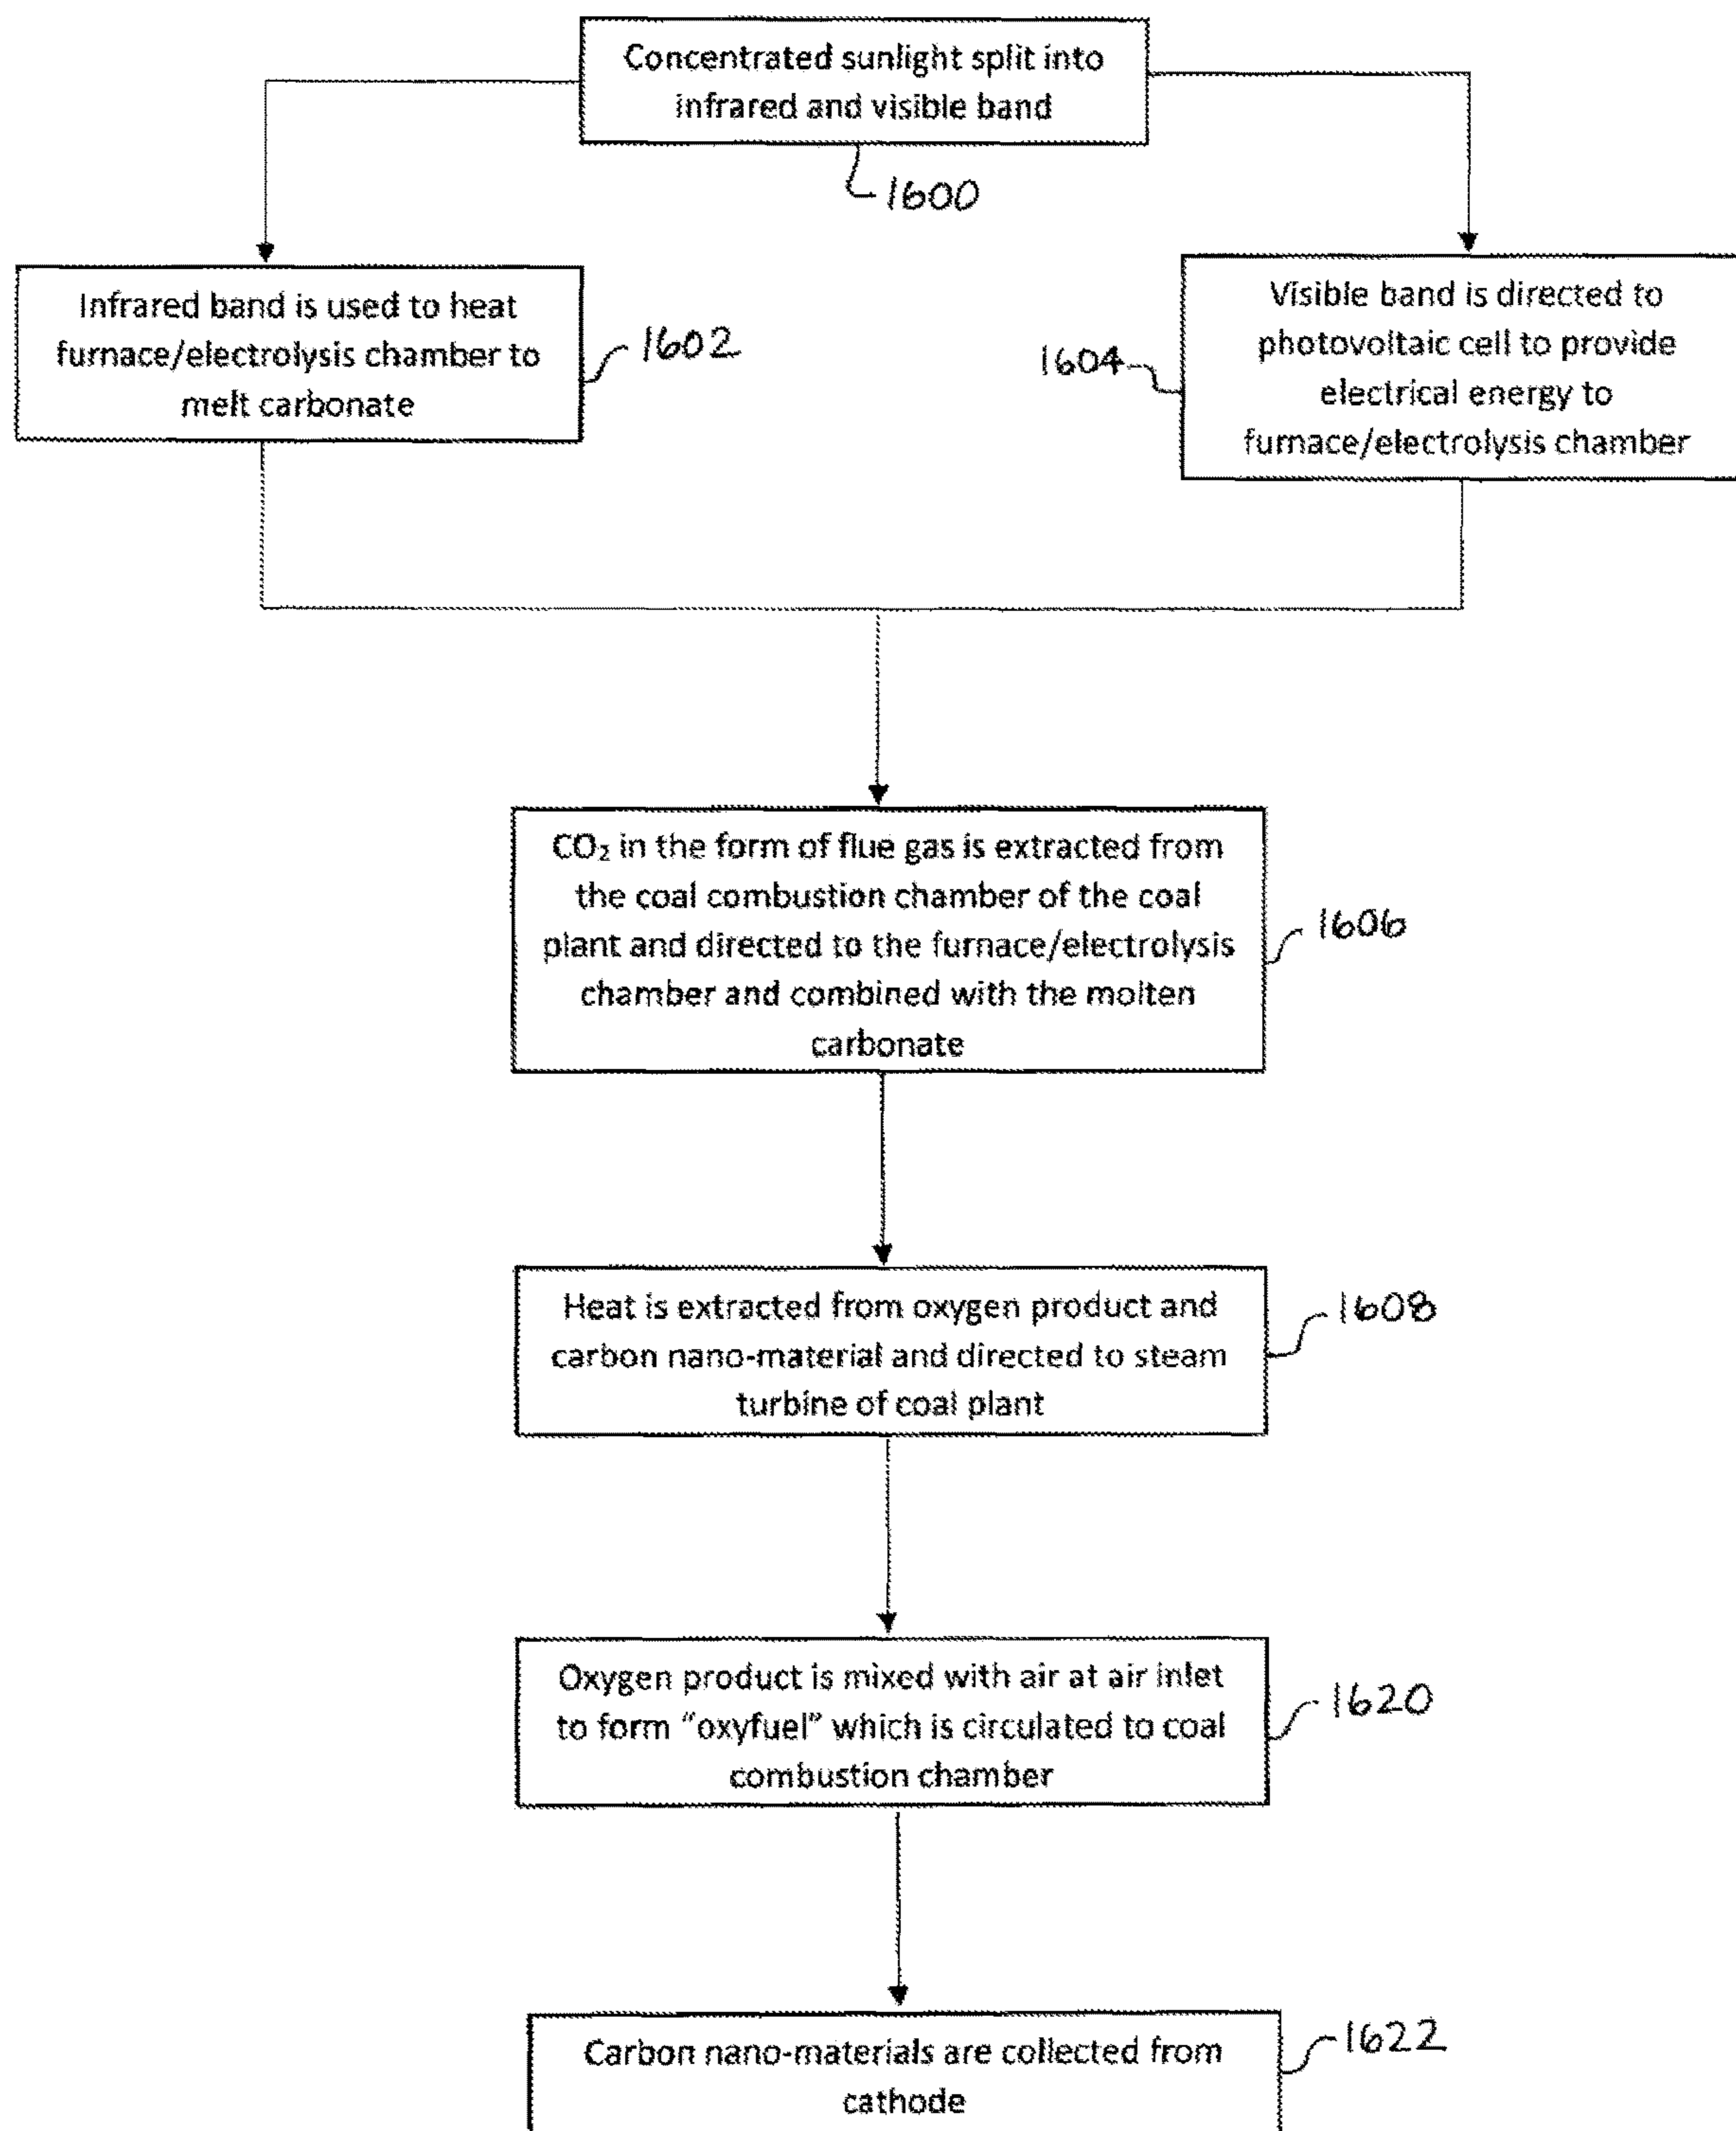 Concentrated sunlight split into
infrared and visible band
1600
Infrared band is used to heat
furnace/electrolysis chamber to
melt carbonate
1602
1604
Visible band is directed to
photovoltaic cell to provide
electrical energy to
furnace/electrolysis chamber
CO₂ in the form of flue gas is extracted from
the coal combustion chamber of the coal
plant and directed to the furnace/electrolysis
chamber and combined with the molten
carbonate
1606
Heat is extracted from oxygen product and
carbon nano-material and directed to steam
turbine of coal plant
1608
Oxygen product is mixed with air at air inlet
to form “oxyfuel” which is circulated to coal
combustion chamber
1620
Carbon nano-materials are collected from
cathode
1622